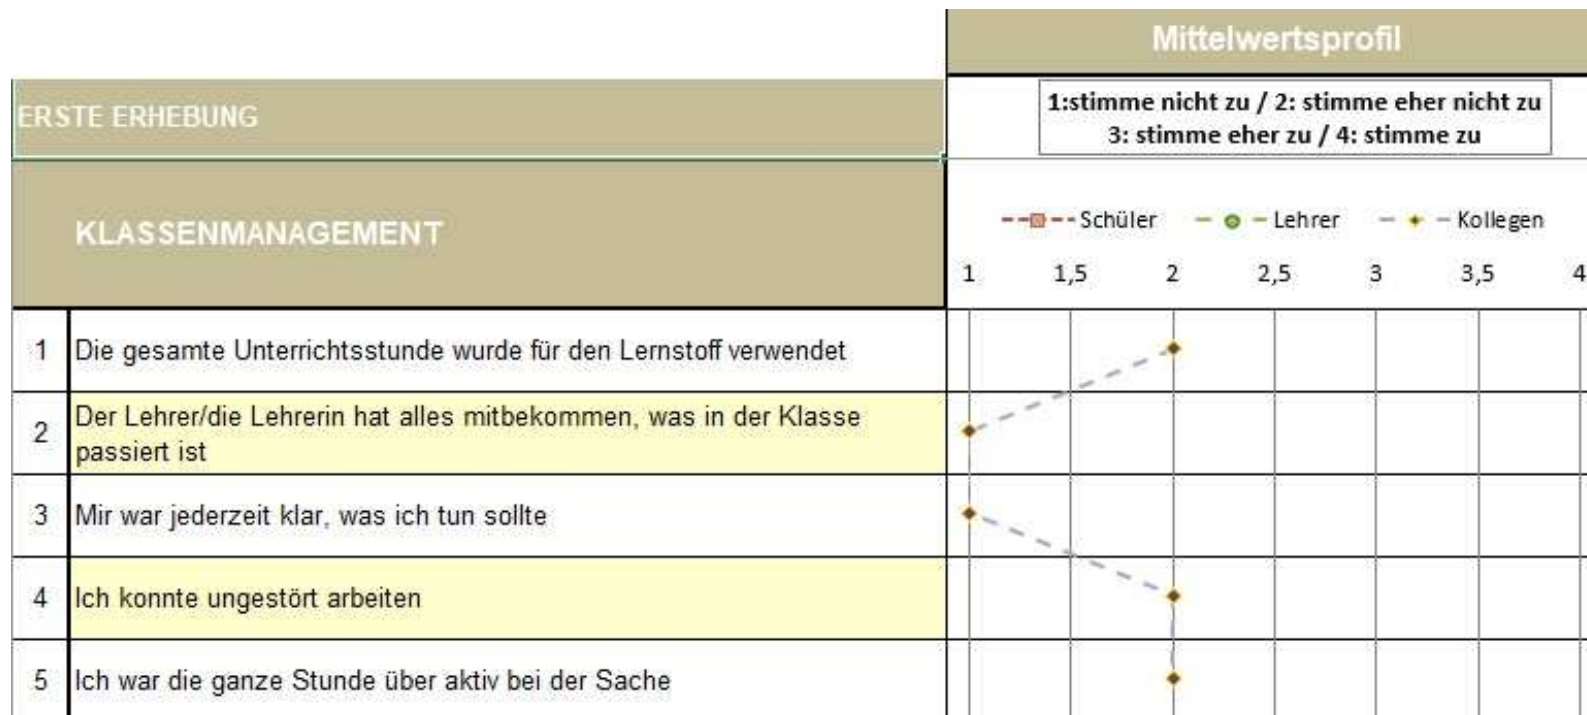 Mittelwertsprofil
ERSTE ERHEBUNG
1:stimme nicht zu / 2: stimme eher nicht zu
3: stimme eher zu / 4: stimme zu
KLASSENMANAGEMENT
Schüler Lehrer Kollegen
1 1,5 2 2,5 3 3,5 4
1 Die gesamte Unterrichtsstunde wurde für den Lernstoff verwendet
2 Der Lehrer/die Lehrerin hat alles mitbekommen, was in der Klasse
passiert ist
3 Mir war jederzeit klar, was ich tun sollte
4 Ich konnte ungestört arbeiten
5 Ich war die ganze Stunde über aktiv bei der Sache